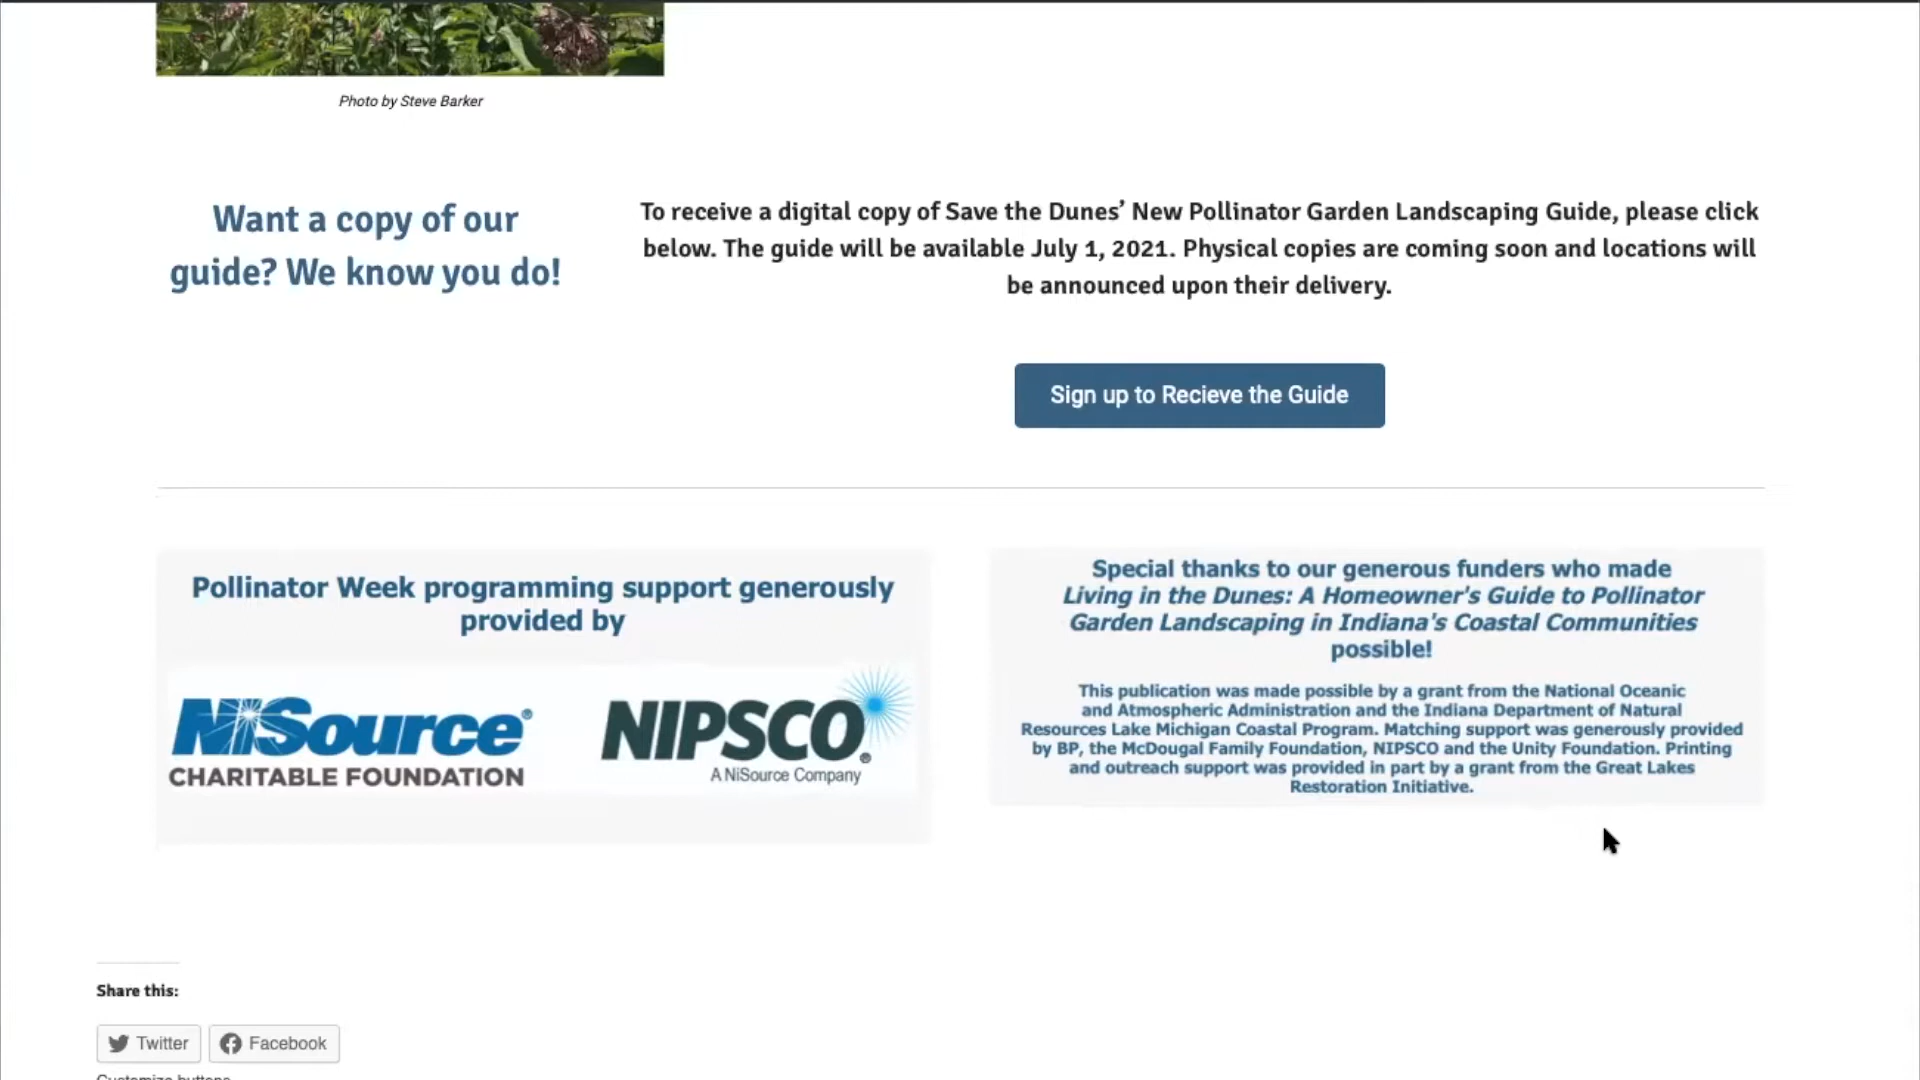 Photo by Steve Barker
Want a copy of our
guide? We know you do!
To receive a digital copy of Save the Dunes’ New Pollinator Garden Landscaping Guide, please click
below. The guide will be available July 1, 2021. Physical copies are coming soon and locations will
be announced upon their delivery.
Sign up to Recieve the Guide
Pollinator Week programming support generously
provided by
NiSource®
CHARITABLE FOUNDATION
NIPSCO®
A NiSource Company
Special thanks to our generous funders who made
Living in the Dunes: A Homeowner's Guide to Pollinator
Garden Landscaping in Indiana's Coastal Communities
possible!
This publication was made possible by a grant from the National Oceanic
and Atmospheric Administration and the Indiana Department of Natural
Resources Lake Michigan Coastal Program. Matching support was generously provided
by BP, the McDougal Family Foundation, NIPSCO and the Unity Foundation. Printing
and outreach support was provided in part by a grant from the Great Lakes
Restoration Initiative.
Share this:
Twitter
Facebook
Customize buttons